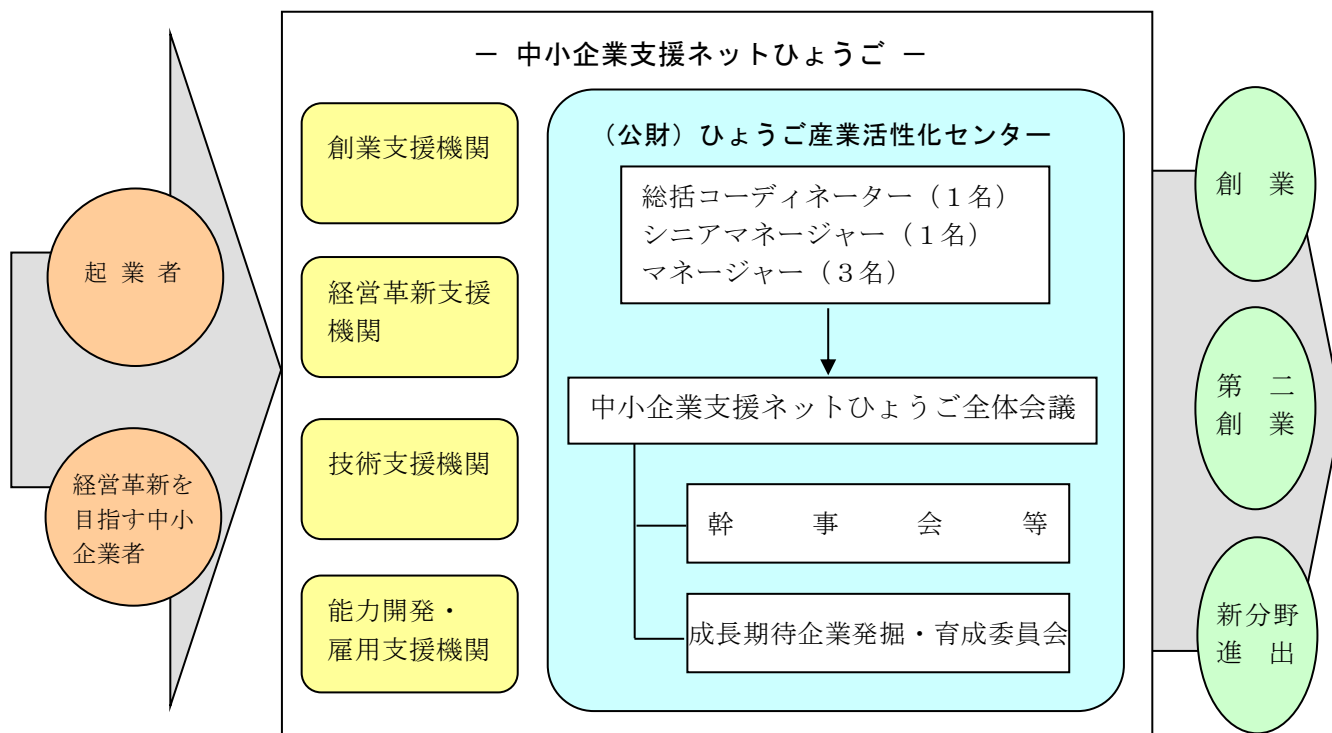 ― 中小企業支援ネットひょうご ―
起 業 者
経営革新を
目指す中小
企業者
創業支援機関
経営革新支援
機関
技術支援機関
能力開発・
雇用支援機関
（公財）ひょうご産業活性化センター
総括コーディネーター（１名）
シニアマネージャー（１名）
マネージャー（３名）
中小企業支援ネットひょうご全体会議
幹　事　会　等
成長期待企業発掘・育成委員会
創 業
第 二
創 業
新分野
進 出